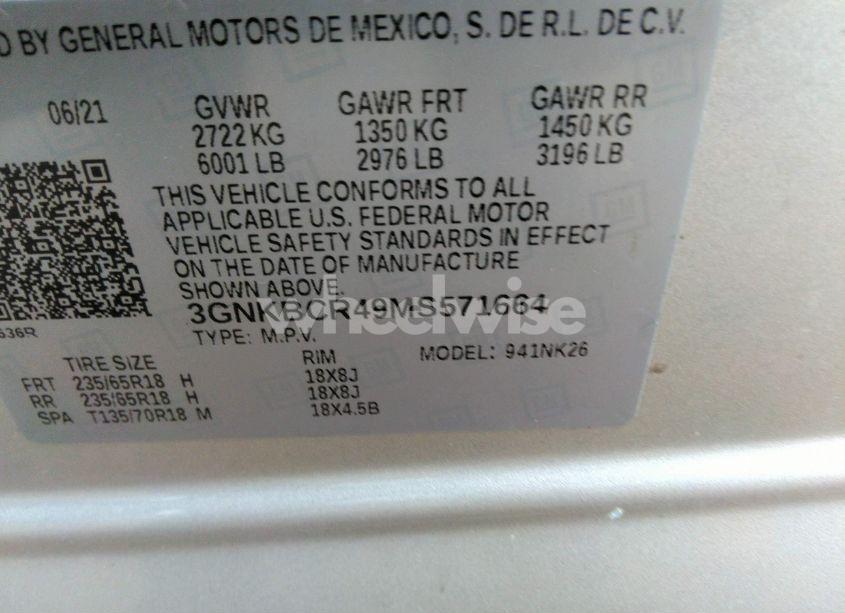 D BY GENERAL MOTORS DE MEXICO, S. DE R.L. DE C.V.
06/21 GVWR GAWR FRT GAWR RR
2722 KG 1350 KG 1450 KG
6001 LB 2976 LB 3196 LB
THIS VEHICLE CONFORMS TO ALL
APPLICABLE U.S. FEDERAL MOTOR
VEHICLE SAFETY STANDARDS IN EFFECT
ON THE DATE OF MANUFACTURE
SHOWN ABOVE.
3GNKBCR49MS571664
wheelwise
636R
TYPE: M.P.V. MODEL: 941NK26
TIRE SIZE RIM
FRT 235/65R18 H 18X8J
RR 235/65R18 H 18X8J
SPA T135/70R18 M 18X4.5B